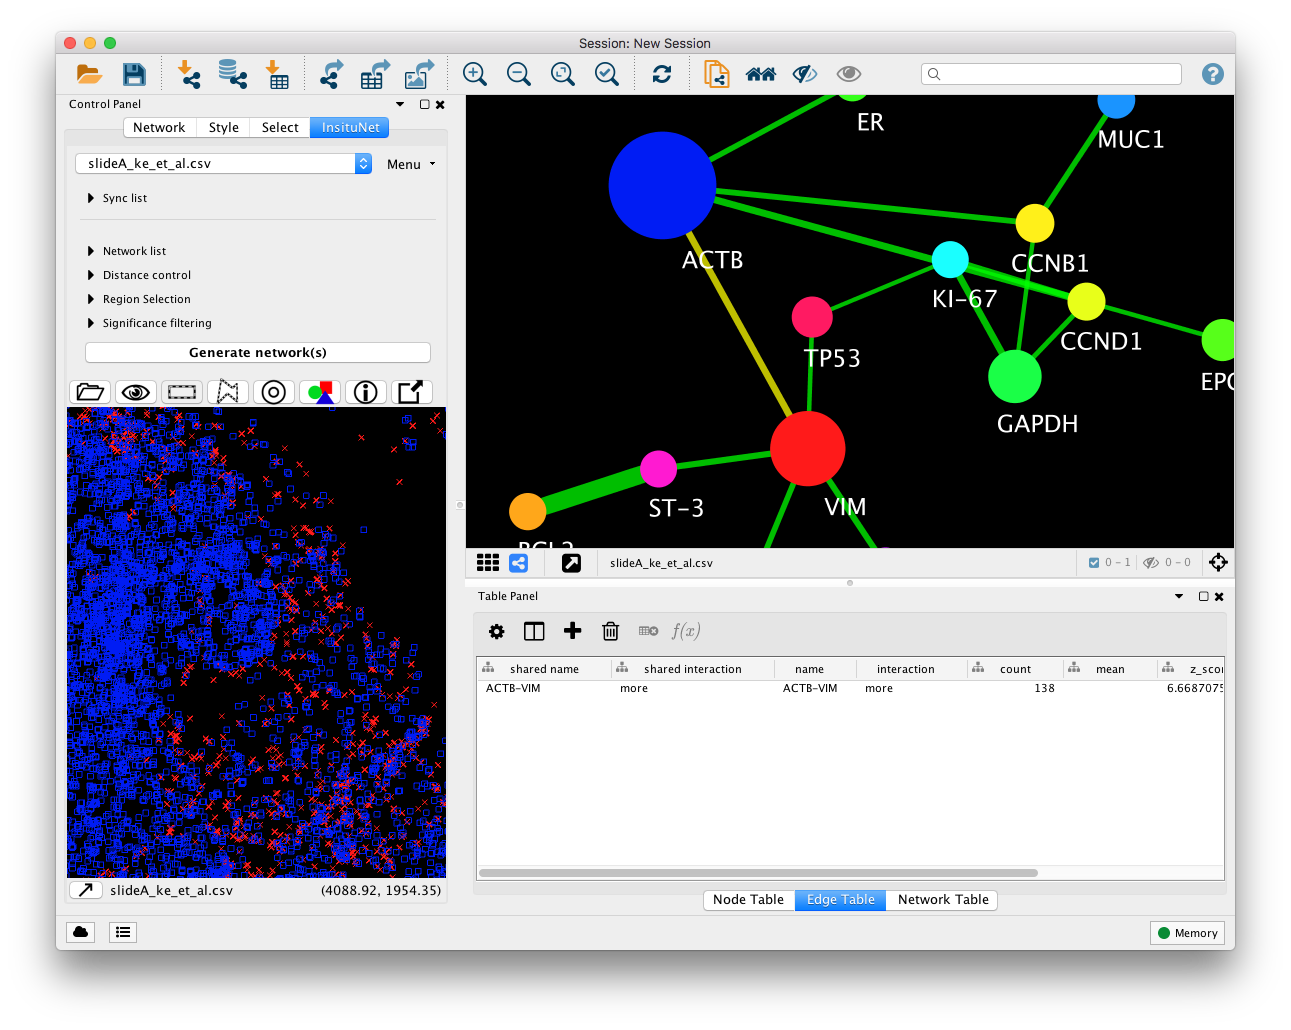 Session: New Session
Control Panel
Network Style Select InsituNet
slideA_ke_et_al.csv Menu
Sync list
Network list
Distance control
Region Selection
Significance filtering
Generate network(s)
slideA_ke_et_al.csv (4088.92, 1954.35)
ER
MUC1
ACTB
CCNB1
KI-67
CCND1
TP53
EPC
GAPDH
ST-3
VIM
BCL2
slideA_ke_et_al.csv 0 - 1 0 - 0
Table Panel
f(x)
shared name shared interaction name interaction count mean z_scor
ACTB-VIM more ACTB-VIM more 138 6.6687075
Node Table Edge Table Network Table
Memory